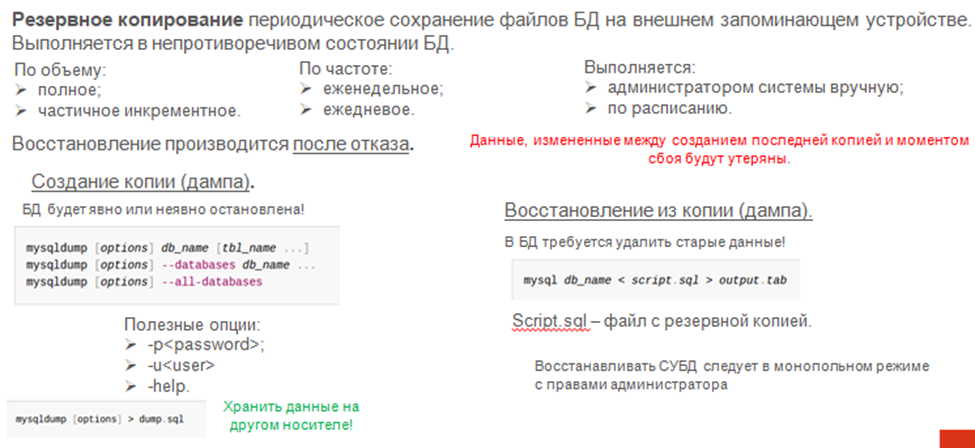 Резервное копирование периодическое сохранение файлов БД на внешнем запоминающем устройстве.
Выполняется в непротиворечивом состоянии БД.
По объему:
➢ полное;
➢ частичное инкрементное.
По частоте:
➢ еженедельное;
➢ ежедневое.
Выполняется:
➢ администратором системы вручную;
➢ по расписанию.
Восстановление производится после отказа.
Данные, измененные между созданием последней копией и моментом
сбоя будут утеряны.
Создание копии (дампа).
БД будет явно или неявно остановлена!
mysqldump [options] db_name [tbl_name ...]
mysqldump [options] --databases db_name ...
mysqldump [options] --all-databases
Полезные опции:
➢ -p<password>;
➢ -u<user>
➢ -help.
mysqldump [options] > dump.sql
Хранить данные на
другом носителе!
Восстановление из копии (дампа).
В БД требуется удалить старые данные!
mysql db_name < script.sql > output.tab
Script.sql – файл с резервной копией.
Восстанавливать СУБД следует в монопольном режиме
с правами администратора